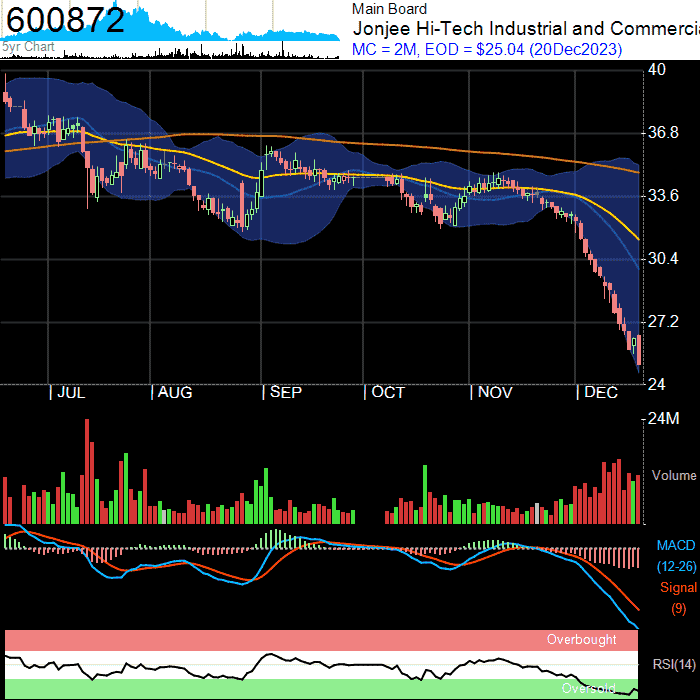 600872
5yr Chart
Main Board
Jonjee Hi-Tech Industrial and Commercia
MC = 2M, EOD = $25.04 (20Dec2023)
40
36.8
33.6
30.4
27.2
24
JUL
AUG
SEP
OCT
NOV
DEC
24M
Volume
MACD
(12-26)
Signal
(9)
Overbought
RSI(14)
Oversold